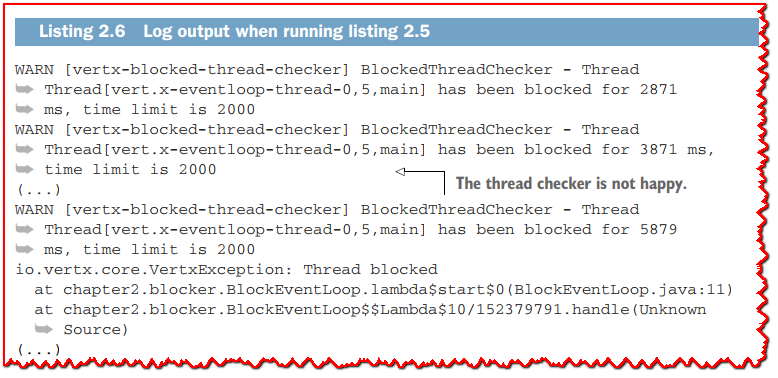 Listing 2.6 Log output when running listing 2.5
WARN [vertx-blocked-thread-checker] BlockedThreadChecker - Thread
➥ Thread[vert.x-eventloop-thread-0,5,main] has been blocked for 2871
➥ ms, time limit is 2000
WARN [vertx-blocked-thread-checker] BlockedThreadChecker - Thread
➥ Thread[vert.x-eventloop-thread-0,5,main] has been blocked for 3871 ms,
➥ time limit is 2000
(...)
The thread checker is not happy.
WARN [vertx-blocked-thread-checker] BlockedThreadChecker - Thread
➥ Thread[vert.x-eventloop-thread-0,5,main] has been blocked for 5879
➥ ms, time limit is 2000
io.vertx.core.VertxException: Thread blocked
at chapter2.blocker.BlockEventLoop.lambda$start$0(BlockEventLoop.java:11)
at chapter2.blocker.BlockEventLoop$$Lambda$10/152379791.handle(Unknown
➥ Source)
(...)